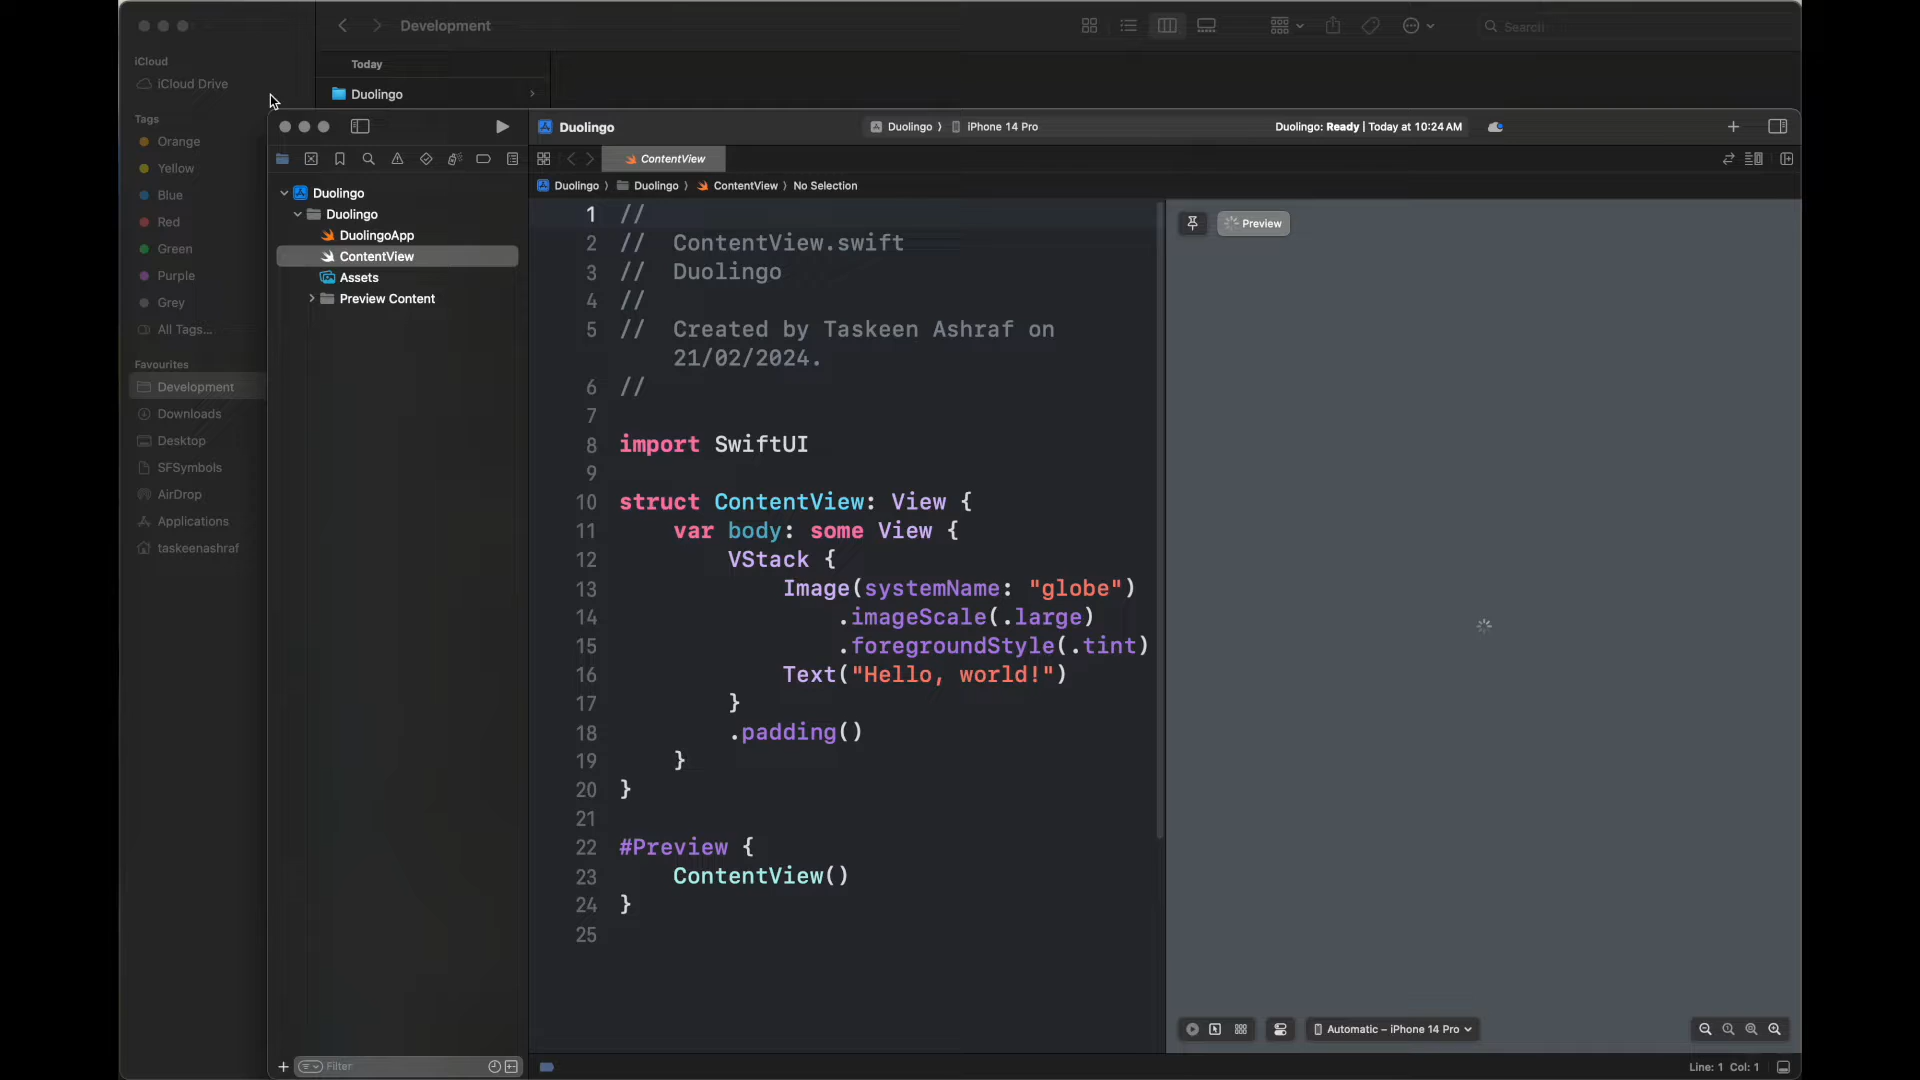 Development
Search
iCloud
iCloud Drive
Tags
Orange
Yellow
Blue
Red
Green
Purple
Grey
All Tags...
Favourites
Development
Downloads
Desktop
SFSymbols
AirDrop
Applications
taskeenashraf
Today
Duolingo
Duolingo
Duolingo
DuolingoApp
ContentView
Assets
Preview Content
Filter
Duolingo
Duolingo ⟩ iPhone 14 Pro
Duolingo: Ready | Today at 10:24 AM
ContentView
Duolingo ⟩ Duolingo ⟩ ContentView ⟩ No Selection
1 //
2 //  ContentView.swift
3 //  Duolingo
4 //
5 //  Created by Taskeen Ashraf on
21/02/2024.
6 //
7
8 import SwiftUI
9
10 struct ContentView: View {
11     var body: some View {
12         VStack {
13             Image(systemName: "globe")
14                 .imageScale(.large)
15                 .foregroundStyle(.tint)
16             Text("Hello, world!")
17         }
18         .padding()
19     }
20 }
21
22 #Preview {
23     ContentView()
24 }
25
Preview
Automatic – iPhone 14 Pro
Line: 1 Col: 1